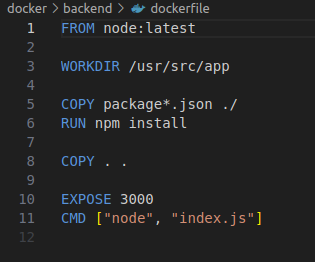 docker > backend > dockerfile
1 FROM node:latest
2
3 WORKDIR /usr/src/app
4
5 COPY package*.json ./
6 RUN npm install
7
8 COPY . .
9
10 EXPOSE 3000
11 CMD ["node", "index.js"]
12